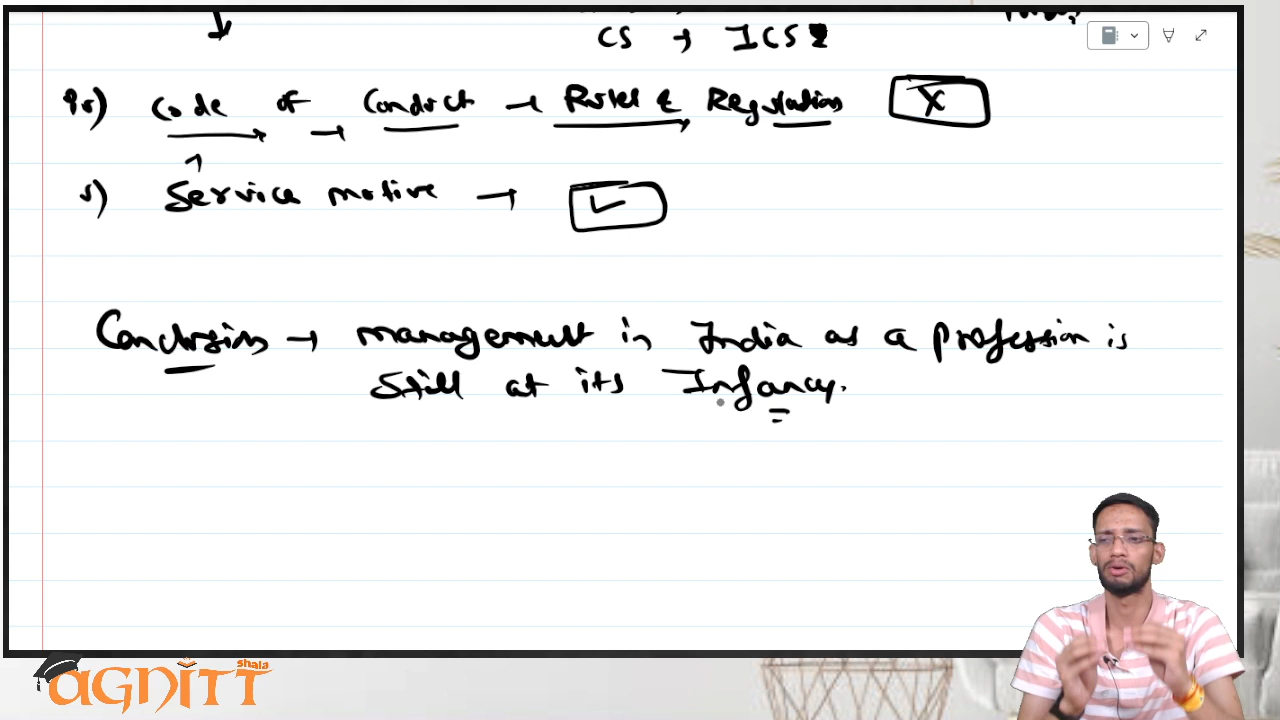 CS → ICSI
iv) Code of → Conduct → Rules & Regulation X
v) Service motive → ✓
Conclusion → management in India as a profession is
still at its Infancy.
shala
AGNITT